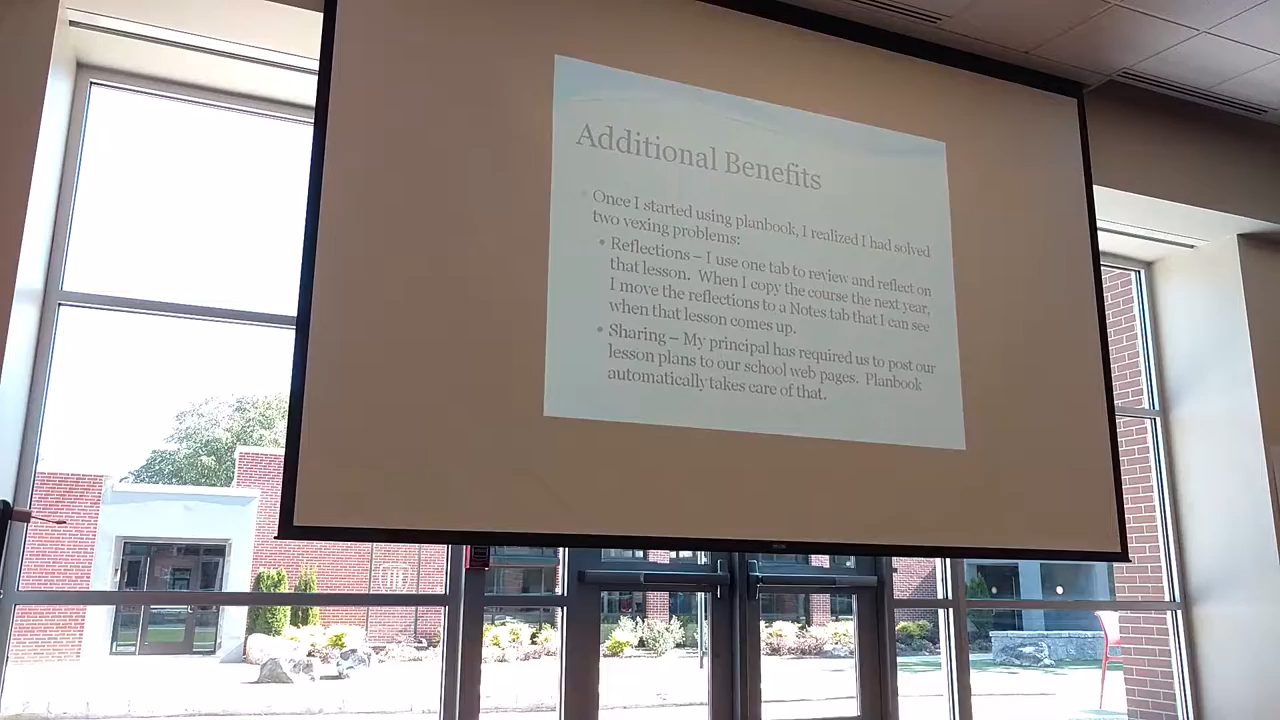 Additional Benefits
Once I started using planbook, I realized I had solved
two vexing problems:
• Reflections – I use one tab to review and reflect on
that lesson. When I copy the course the next year,
I move the reflections to a Notes tab that I can see
when that lesson comes up.
• Sharing – My principal has required us to post our
lesson plans to our school web pages. Planbook
automatically takes care of that.